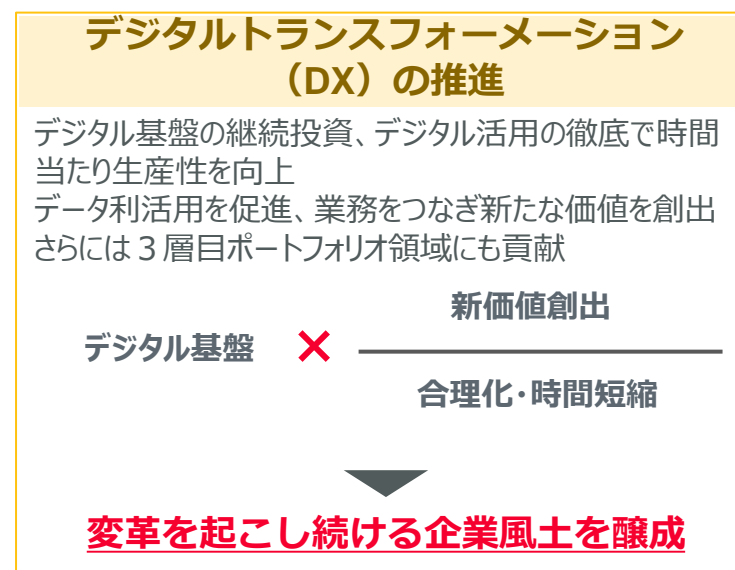 デジタルトランスフォーメーション
（DX）の推進
デジタル基盤の継続投資、デジタル活用の徹底で時間
当たり生産性を向上
データ利活用を促進、業務をつなぎ新たな価値を創出
さらには３層目ポートフォリオ領域にも貢献
新価値創出
デジタル基盤 ×
合理化・時間短縮
変革を起こし続ける企業風土を醸成